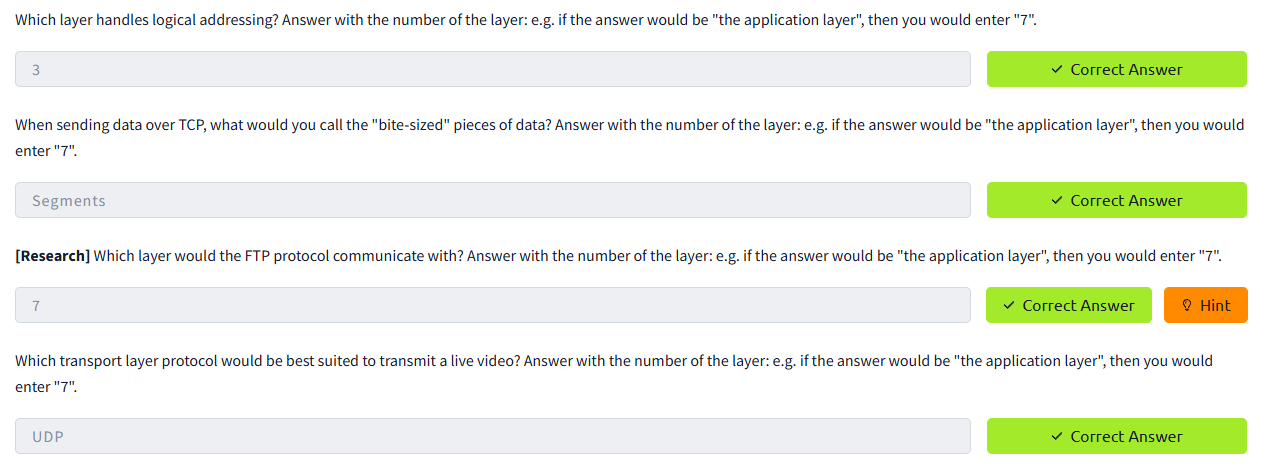 Which layer handles logical addressing? Answer with the number of the layer: e.g. if the answer would be "the application layer", then you would enter "7".
3
Correct Answer
When sending data over TCP, what would you call the "bite-sized" pieces of data? Answer with the number of the layer: e.g. if the answer would be "the application layer", then you would
enter "7".
Segments
Correct Answer
[Research] Which layer would the FTP protocol communicate with? Answer with the number of the layer: e.g. if the answer would be "the application layer", then you would enter "7".
7
Correct Answer
Hint
Which transport layer protocol would be best suited to transmit a live video? Answer with the number of the layer: e.g. if the answer would be "the application layer", then you would
enter "7".
UDP
Correct Answer